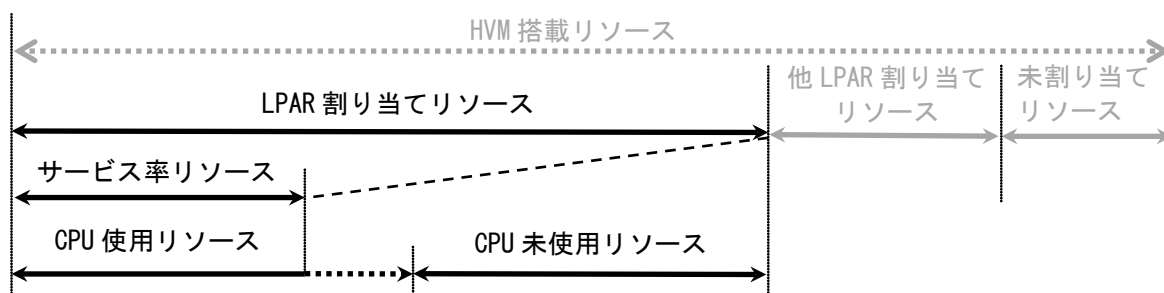 HVM 搭載リソース
LPAR 割り当てリソース
他 LPAR 割り当て
リソース
未割り当て
リソース
サービス率リソース
CPU 使用リソース
CPU 未使用リソース